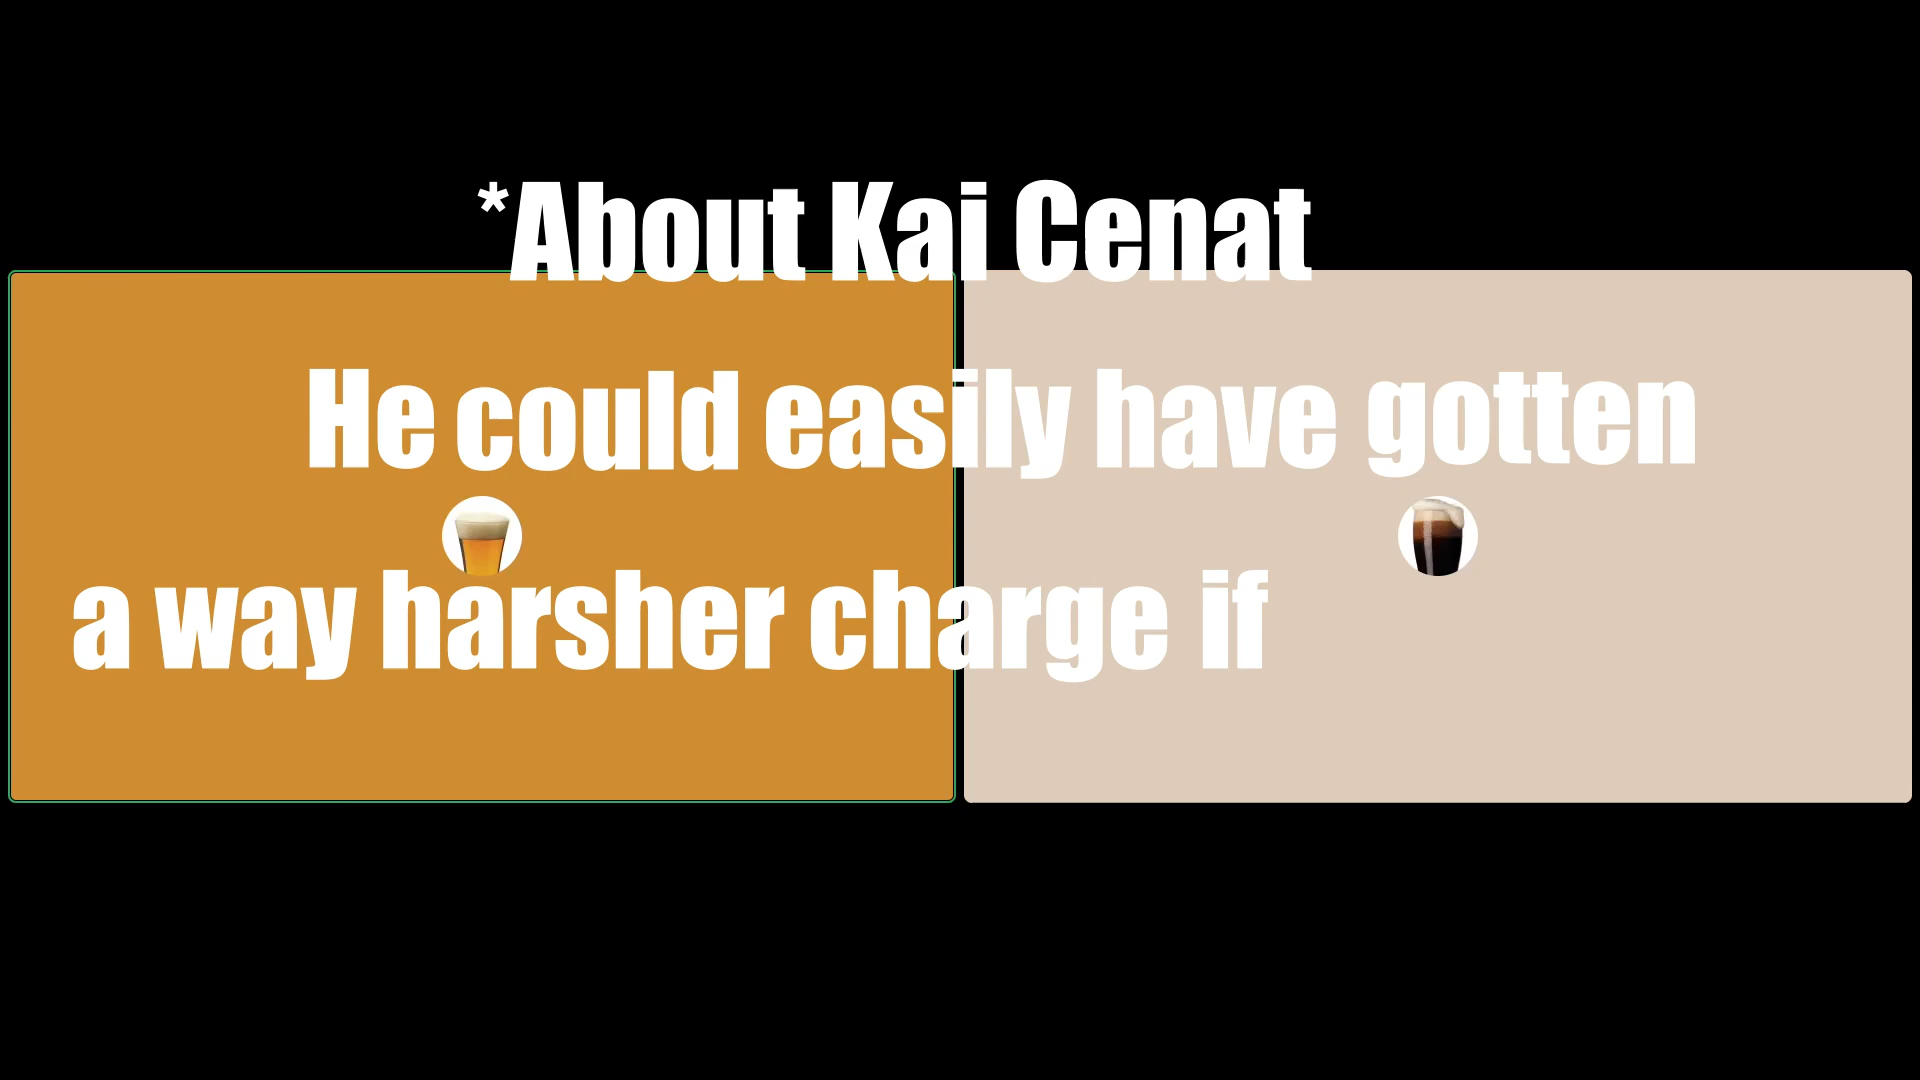 *About Kai Cenat
He could easily have gotten
a way harsher charge if